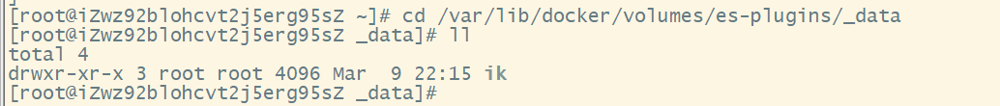 [root@iZwz92blohcvt2j5erg95sZ ~]# cd /var/lib/docker/volumes/es-plugins/_data
[root@iZwz92blohcvt2j5erg95sZ _data]# ll
total 4
drwxr-xr-x 3 root root 4096 Mar  9 22:15 ik
[root@iZwz92blohcvt2j5erg95sZ _data]#